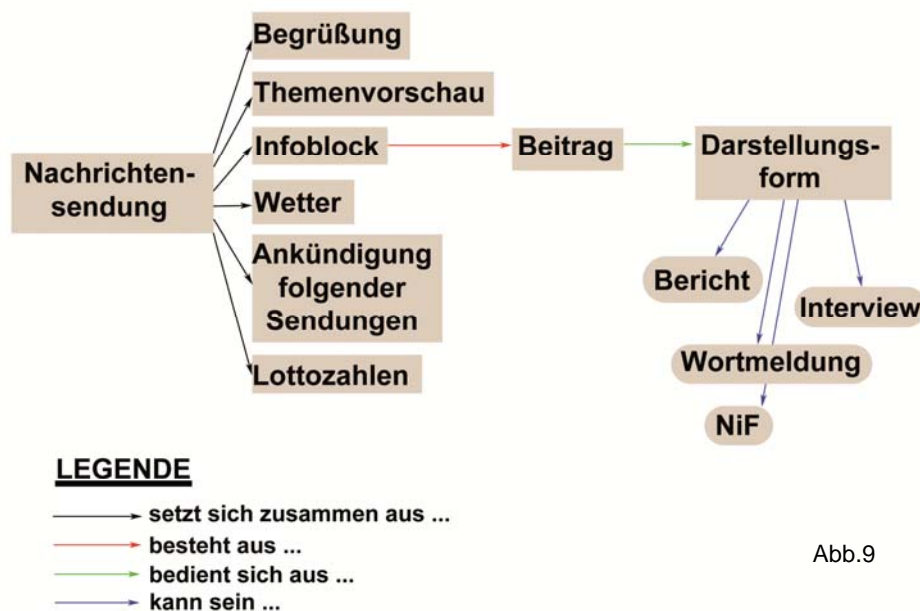 Begrüßung
Themenvorschau
Infoblock
Beitrag
Darstellungs-
form
Nachrichten-
sendung
Wetter
Ankündigung
folgender
Sendungen
Lottozahlen
Bericht
Interview
Wortmeldung
NiF
LEGENDE
setzt sich zusammen aus ...
besteht aus ...
bedient sich aus ...
kann sein ...
Abb.9